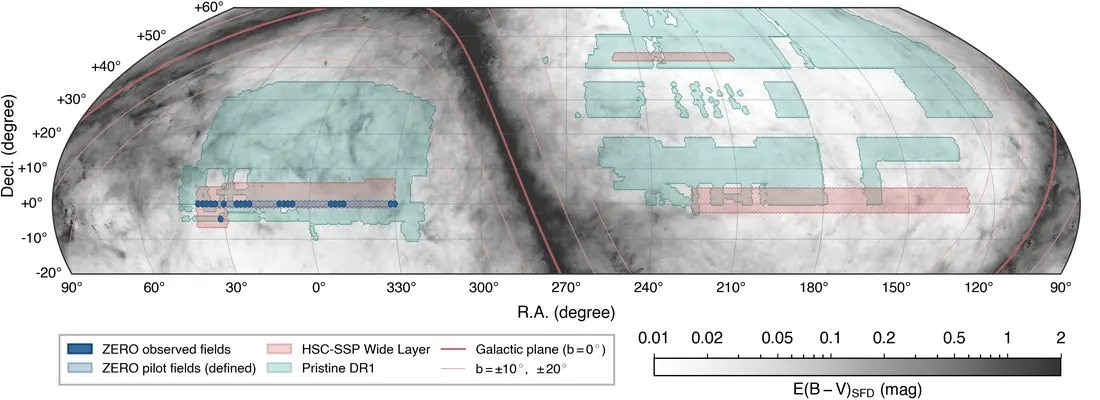 +60°
+50°
+40°
+30°
+20°
+10°
+0°
-10°
-20°
Decl. (degree)
90° 60° 30° 0° 330° 300° 270° 240° 210° 180° 150° 120° 90°
R.A. (degree)
ZERO observed fields HSC-SSP Wide Layer Galactic plane (b=0°)
ZERO pilot fields (defined) Pristine DR1 b=±10°, ±20°
0.01 0.02 0.05 0.1 0.2 0.5 1 2
E(B − V)SFD (mag)